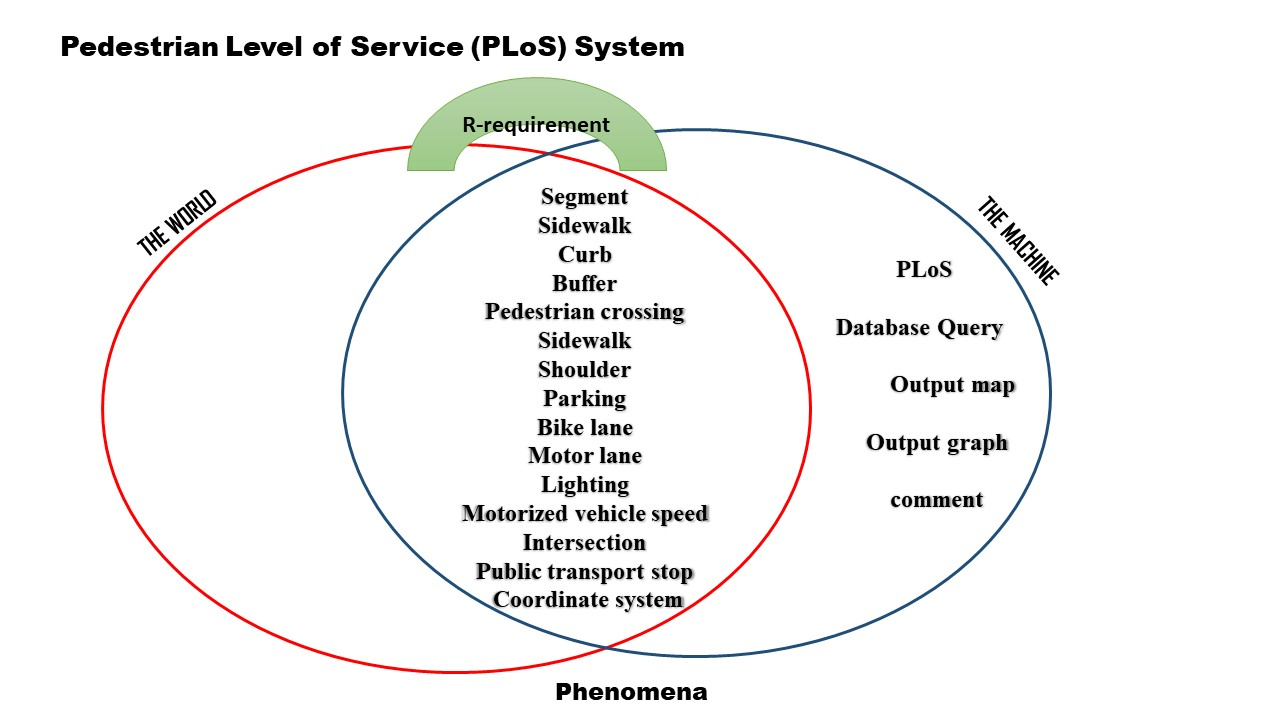 Pedestrian Level of Service (PLoS) System
R-requirement
THE WORLD
THE MACHINE
Segment
Sidewalk
Curb
Buffer
Pedestrian crossing
Sidewalk
Shoulder
Parking
Bike lane
Motor lane
Lighting
Motorized vehicle speed
Intersection
Public transport stop
Coordinate system
PLoS
Database Query
Output map
Output graph
comment
Phenomena